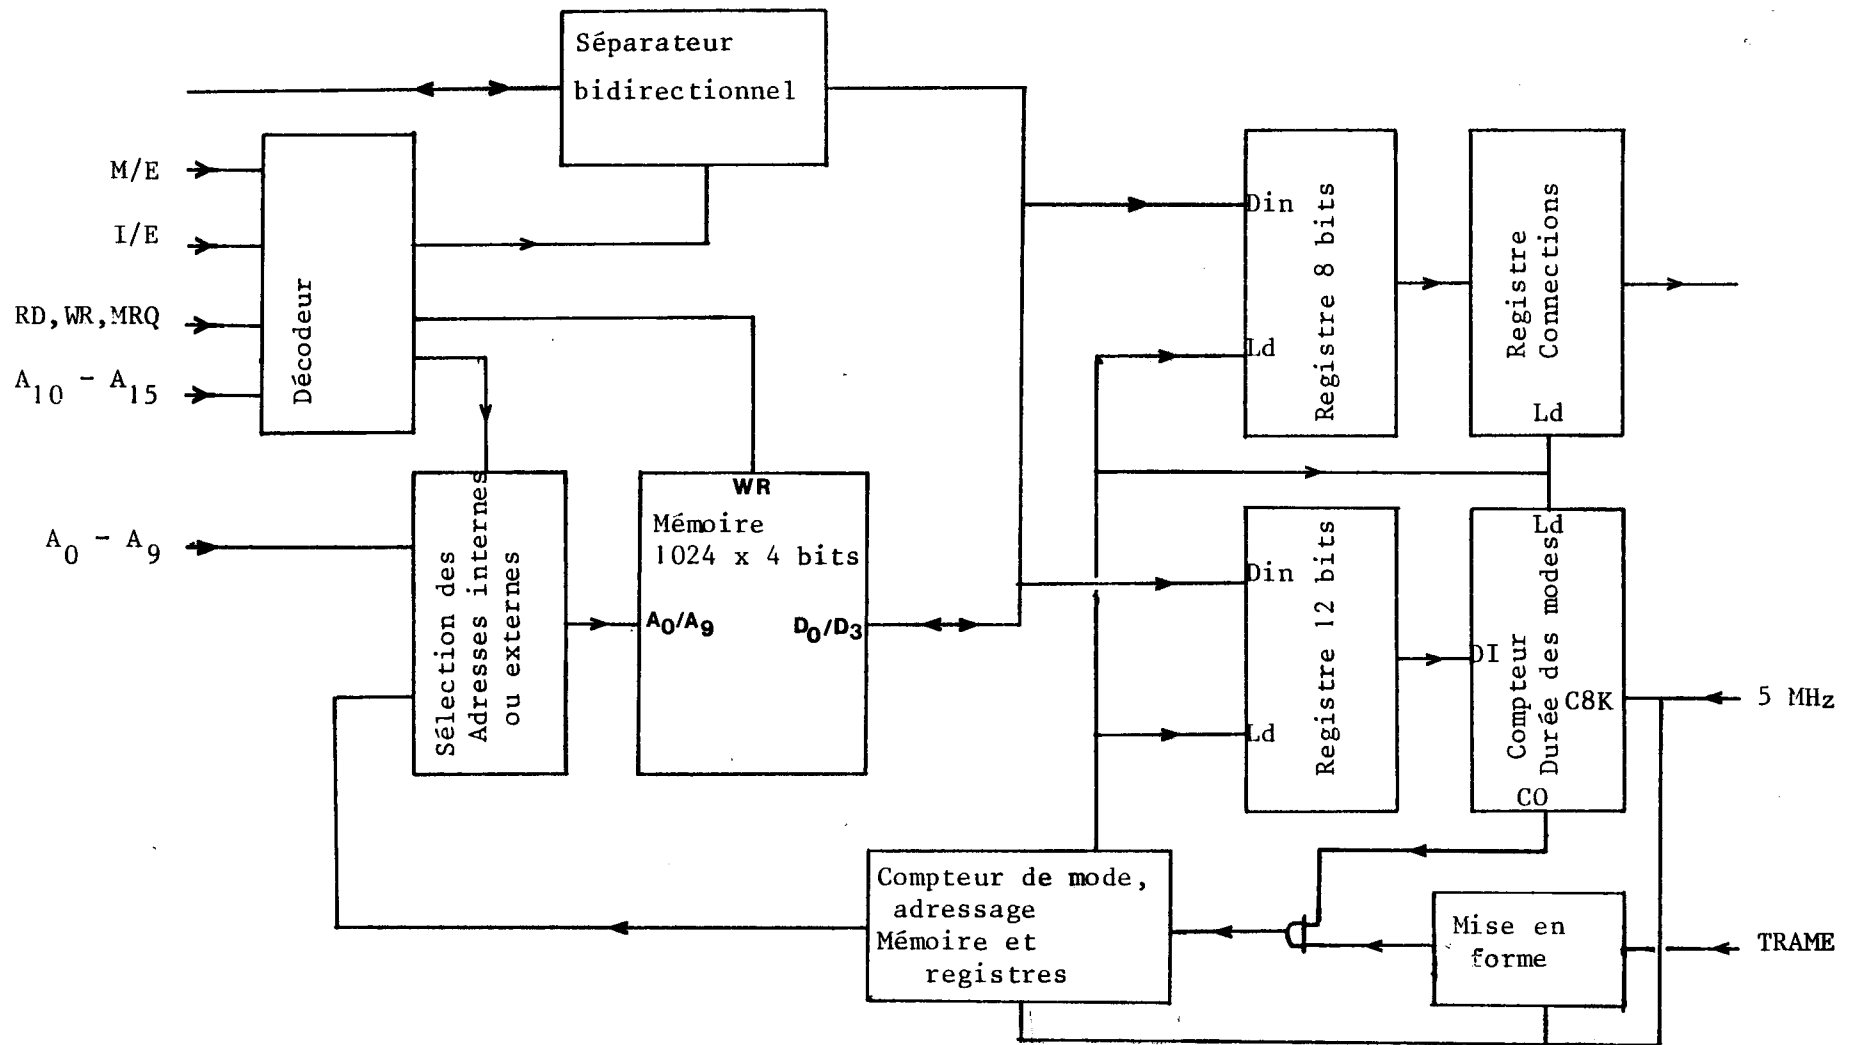 Séparateur
bidirectionnel
M/E
I/E
RD,WR,MRQ
A10 - A15
Décodeur
A0 - A9
Sélection des
Adresses internes
ou externes
WR
Mémoire
1024 x 4 bits
A0/A9
D0/D3
Din
Ld
Registre 8 bits
Registre
Connections
Ld
Din
Ld
Registre 12 bits
Ld
DI
Compteur
Durée des modes
C8K
CO
5 MHz
Compteur de mode,
adressage
Mémoire et
registres
Mise en
forme
TRAME